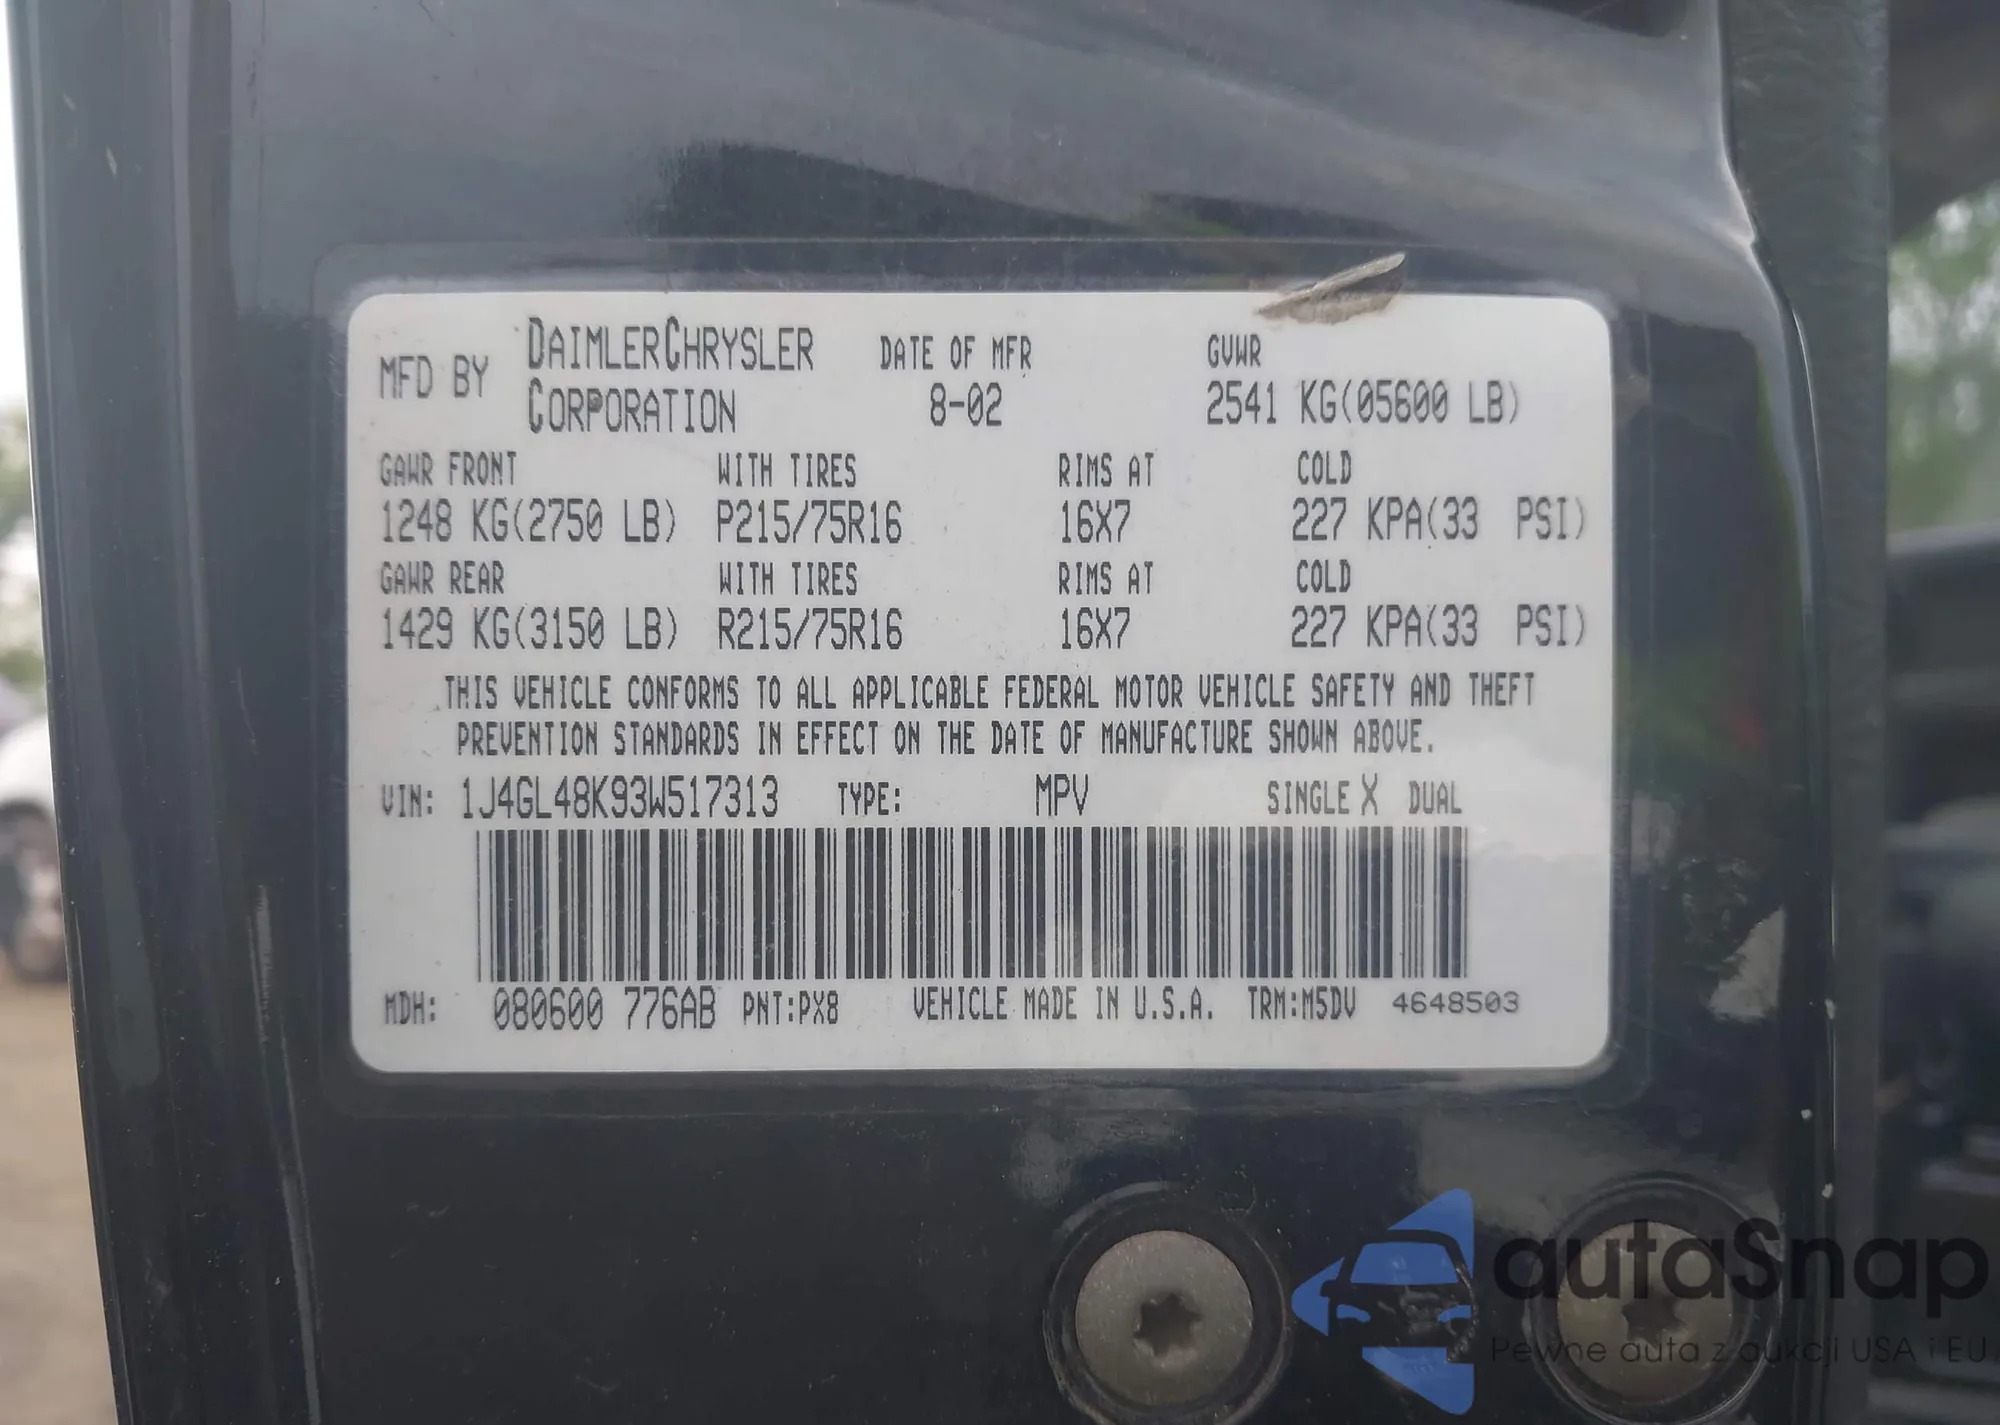 MFD BY DAIMLERCHRYSLER CORPORATION DATE OF MFR 8-02 GVWR 2541 KG(05600 LB)
GAWR FRONT WITH TIRES RIMS AT COLD
1248 KG(2750 LB) P215/75R16 16X7 227 KPA(33 PSI)
GAWR REAR WITH TIRES RIMS AT COLD
1429 KG(3150 LB) R215/75R16 16X7 227 KPA(33 PSI)
THIS VEHICLE CONFORMS TO ALL APPLICABLE FEDERAL MOTOR VEHICLE SAFETY AND THEFT
PREVENTION STANDARDS IN EFFECT ON THE DATE OF MANUFACTURE SHOWN ABOVE.
VIN: 1J4GL48K93W517313 TYPE: MPV SINGLE X DUAL
MDH: 080600 776AB PNT:PX8 VEHICLE MADE IN U.S.A. TRM:M5DV 4648503
autaSnap
Pewne auta z aukcji USA i EU